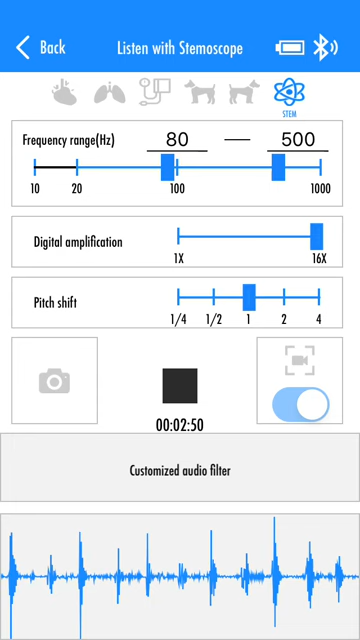 Back
Listen with Stemoscope
STEM
Frequency range(Hz)
80
500
10
20
100
1000
Digital amplification
1X
16X
Pitch shift
1/4
1/2
1
2
4
00:02:50
Customized audio filter